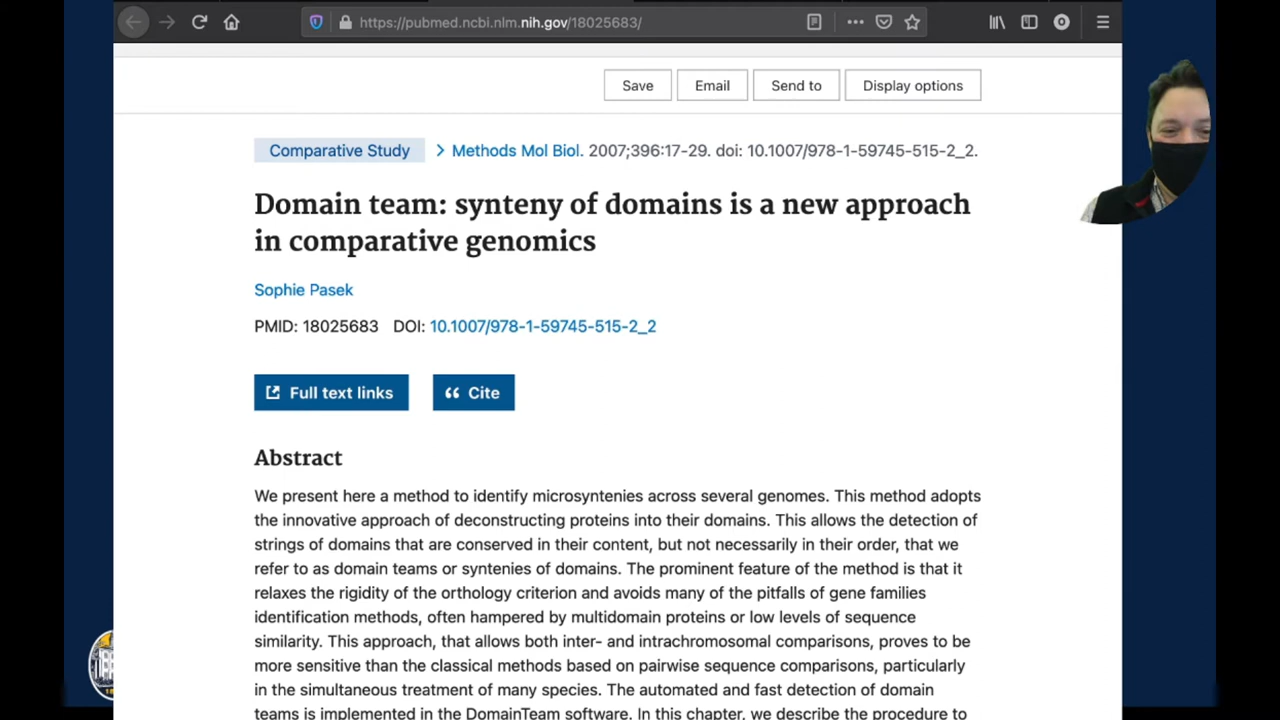 https://pubmed.ncbi.nlm.nih.gov/18025683/
Save Email Send to Display options
Comparative Study > Methods Mol Biol. 2007;396:17-29. doi: 10.1007/978-1-59745-515-2_2.
Domain team: synteny of domains is a new approach
in comparative genomics
Sophie Pasek
PMID: 18025683 DOI: 10.1007/978-1-59745-515-2_2
Full text links Cite
Abstract
We present here a method to identify microsyntenies across several genomes. This method adopts
the innovative approach of deconstructing proteins into their domains. This allows the detection of
strings of domains that are conserved in their content, but not necessarily in their order, that we
refer to as domain teams or syntenies of domains. The prominent feature of the method is that it
relaxes the rigidity of the orthology criterion and avoids many of the pitfalls of gene families
identification methods, often hampered by multidomain proteins or low levels of sequence
similarity. This approach, that allows both inter- and intrachromosomal comparisons, proves to be
more sensitive than the classical methods based on pairwise sequence comparisons, particularly
in the simultaneous treatment of many species. The automated and fast detection of domain
teams is implemented in the DomainTeam software. In this chapter, we describe the procedure to